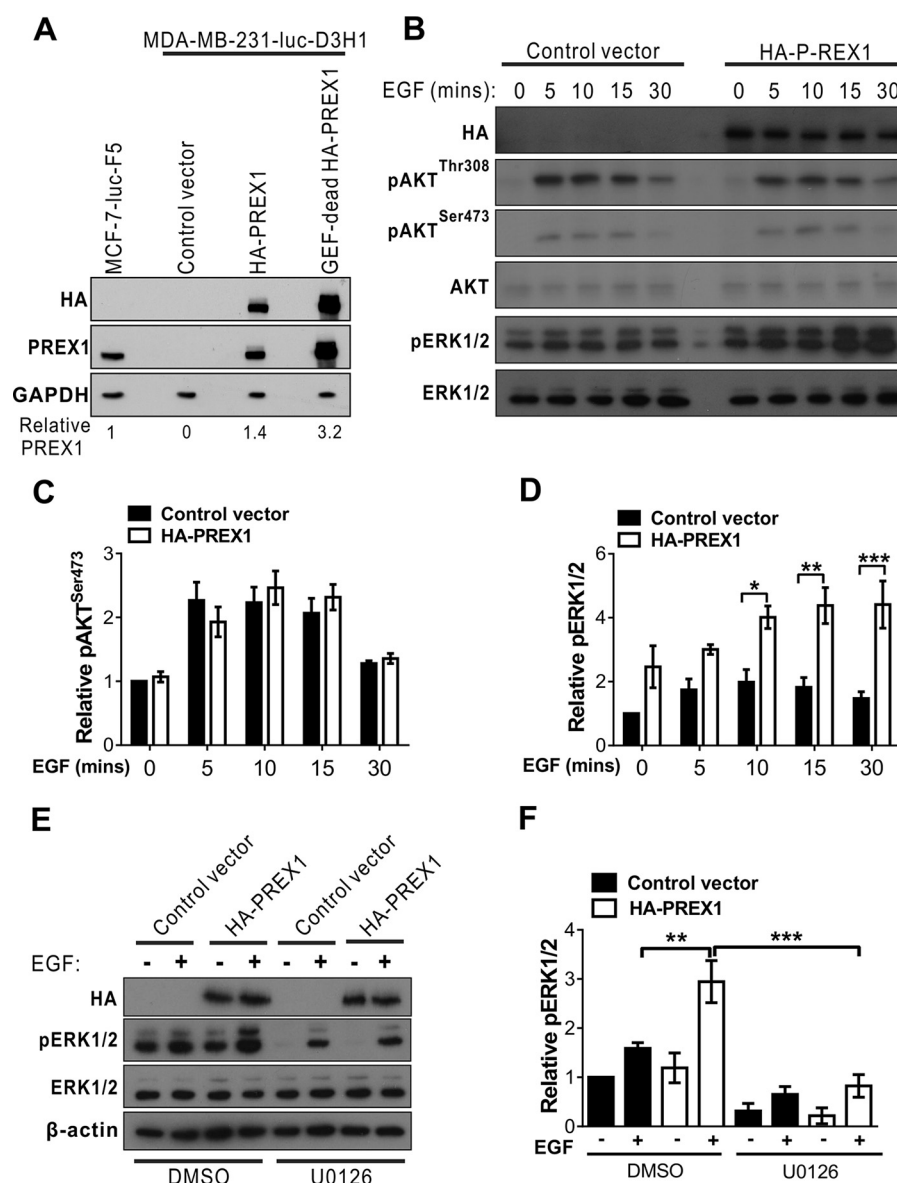 A
MDA-MB-231-luc-D3H1
MCF-7-luc-F5
Control vector
HA-PREX1
GEF-dead HA-PREX1
HA
PREX1
GAPDH
Relative PREX1
1 0 1.4 3.2
B
Control vector HA-P-REX1
EGF (mins): 0 5 10 15 30 0 5 10 15 30
HA
pAKT Thr308
pAKT Ser473
AKT
pERK1/2
ERK1/2
C
Control vector
HA-PREX1
Relative pAKT Ser473
3
2
1
0
EGF (mins) 0 5 10 15 30
D
Control vector
HA-PREX1
Relative pERK1/2
6
4
2
0
* ** ***
EGF (mins) 0 5 10 15 30
E
Control vector
HA-PREX1
Control vector
HA-PREX1
EGF: - + - + - + - +
HA
pERK1/2
ERK1/2
β-actin
DMSO U0126
F
Control vector
HA-PREX1
Relative pERK1/2
4
3
2
1
0
** ***
EGF - + - + - + - +
DMSO U0126